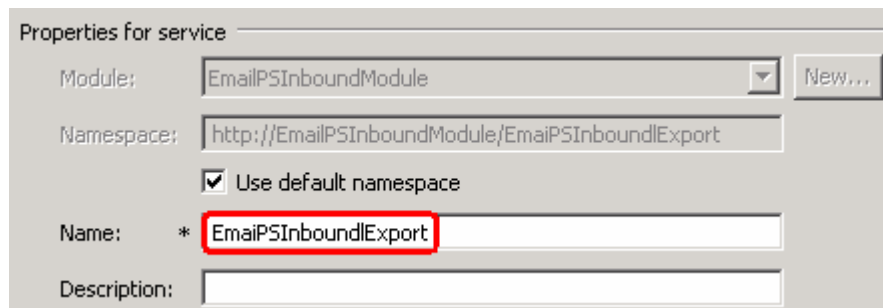 Properties for service
Module: EmailPSInboundModule New...
Namespace: http://EmailPSInboundModule/EmaiPSInboundlExport
Use default namespace
Name: * EmaiPSInboundlExport
Description: